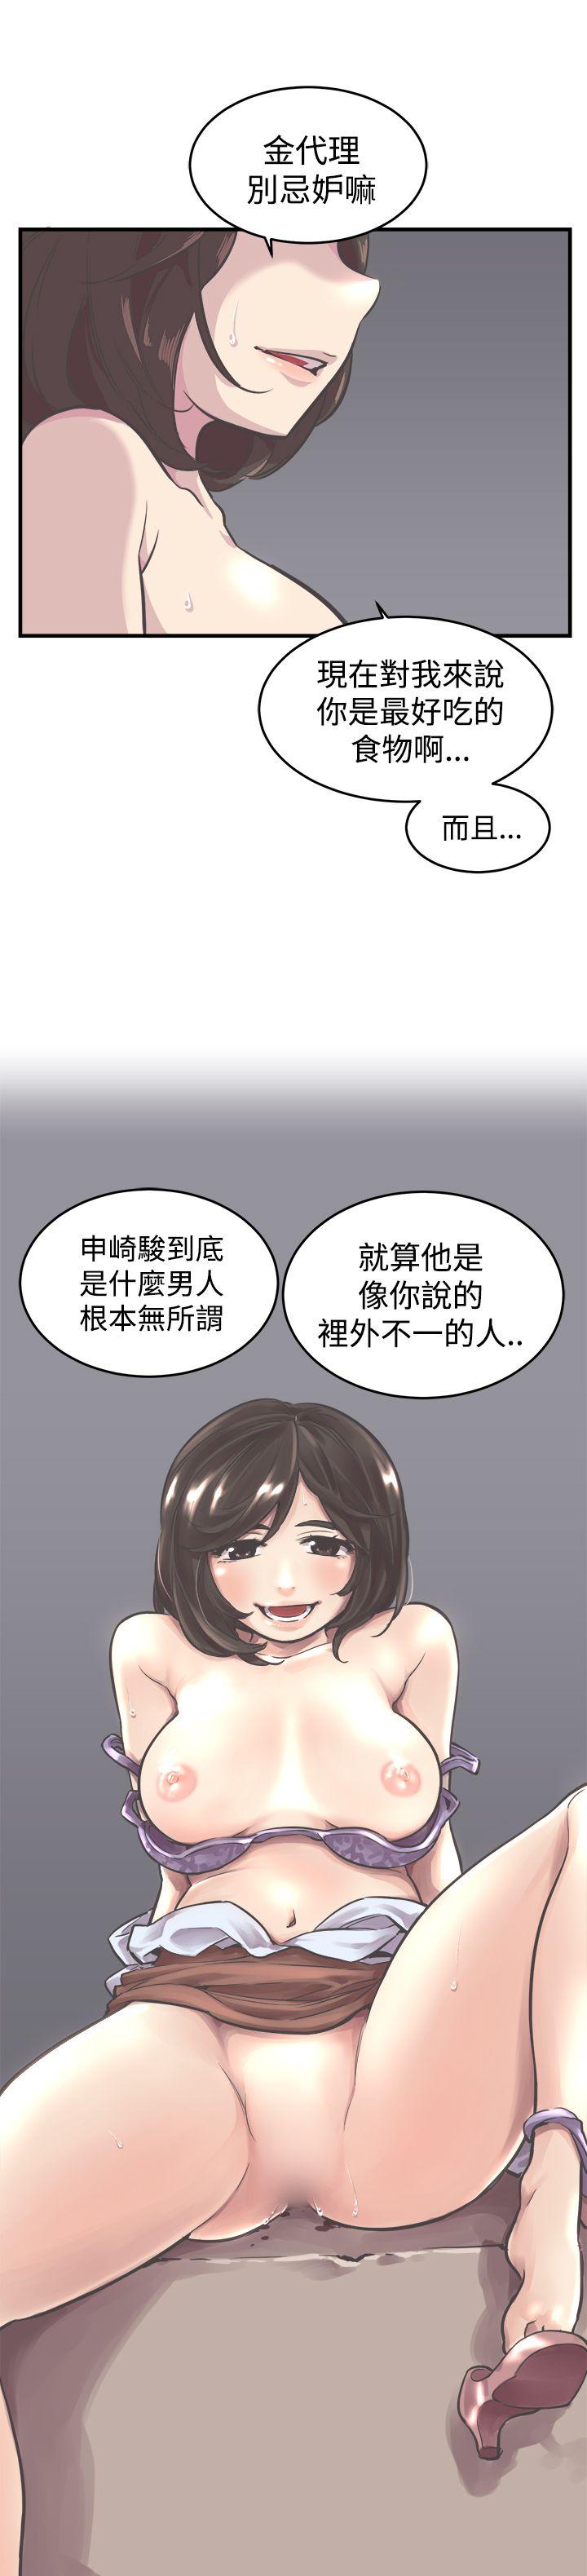 金代理
別忌妒嘛
現在對我來說
你是最好吃的
食物啊...
而且...
申崎駿到底
是什麼男人
根本無所謂
就算他是
像你說的
裡外不一的人..